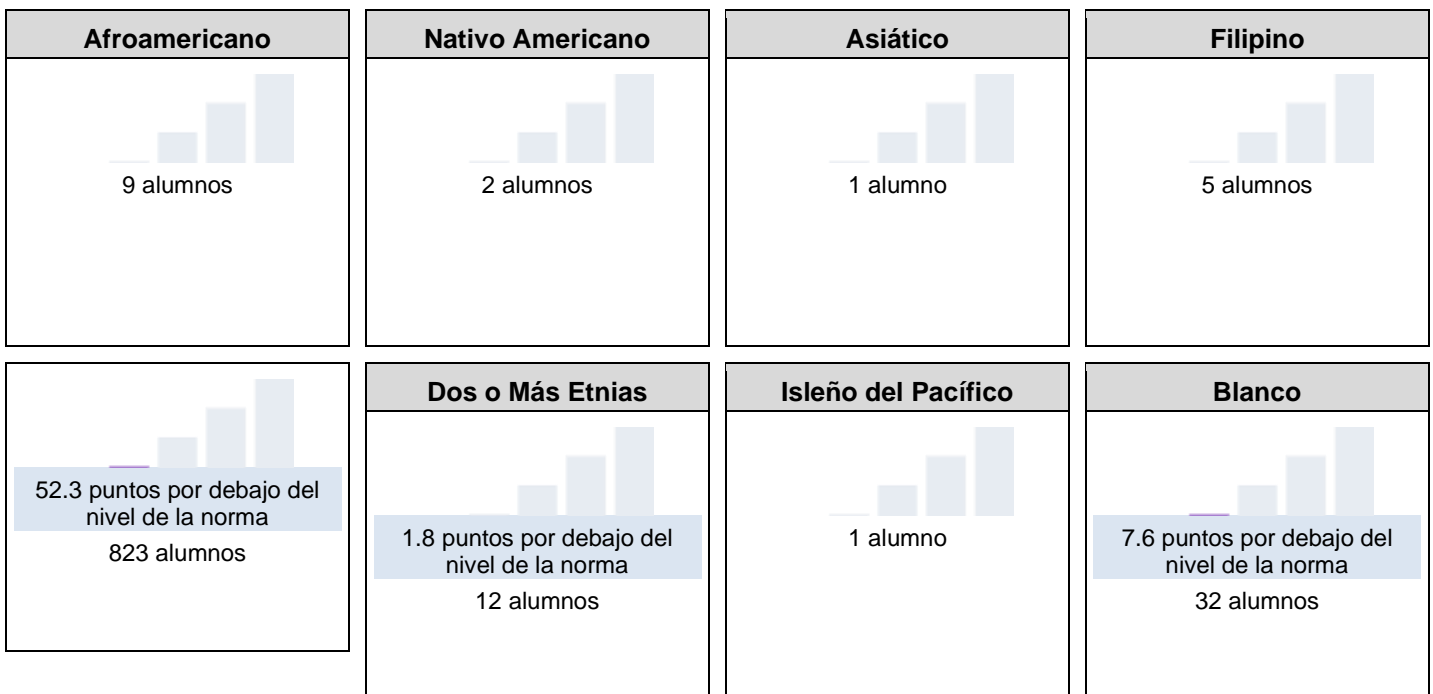 Afroamericano
9 alumnos
Nativo Americano
2 alumnos
Asiático
1 alumno
Filipino
5 alumnos
52.3 puntos por debajo del
nivel de la norma
823 alumnos
Dos o Más Etnias
1.8 puntos por debajo del
nivel de la norma
12 alumnos
Isleño del Pacífico
1 alumno
Blanco
7.6 puntos por debajo del
nivel de la norma
32 alumnos